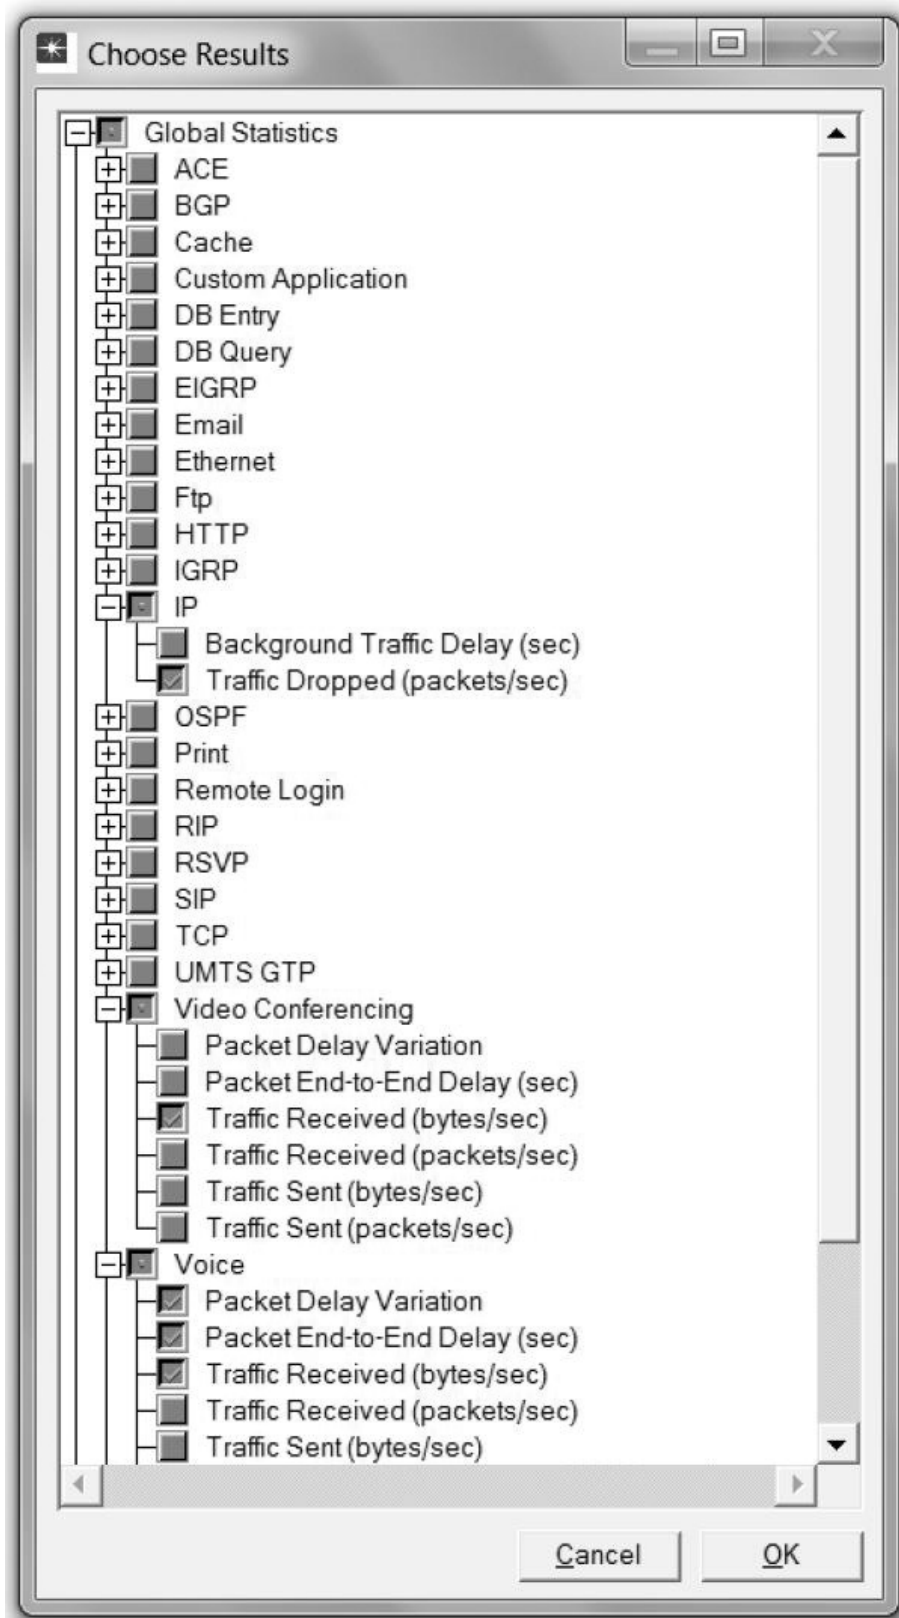 Choose Results
Global Statistics
ACE
BGP
Cache
Custom Application
DB Entry
DB Query
EIGRP
Email
Ethernet
Ftp
HTTP
IGRP
IP
Background Traffic Delay (sec)
Traffic Dropped (packets/sec)
OSPF
Print
Remote Login
RIP
RSVP
SIP
TCP
UMTS GTP
Video Conferencing
Packet Delay Variation
Packet End-to-End Delay (sec)
Traffic Received (bytes/sec)
Traffic Received (packets/sec)
Traffic Sent (bytes/sec)
Traffic Sent (packets/sec)
Voice
Packet Delay Variation
Packet End-to-End Delay (sec)
Traffic Received (bytes/sec)
Traffic Received (packets/sec)
Traffic Sent (bytes/sec)
Cancel OK